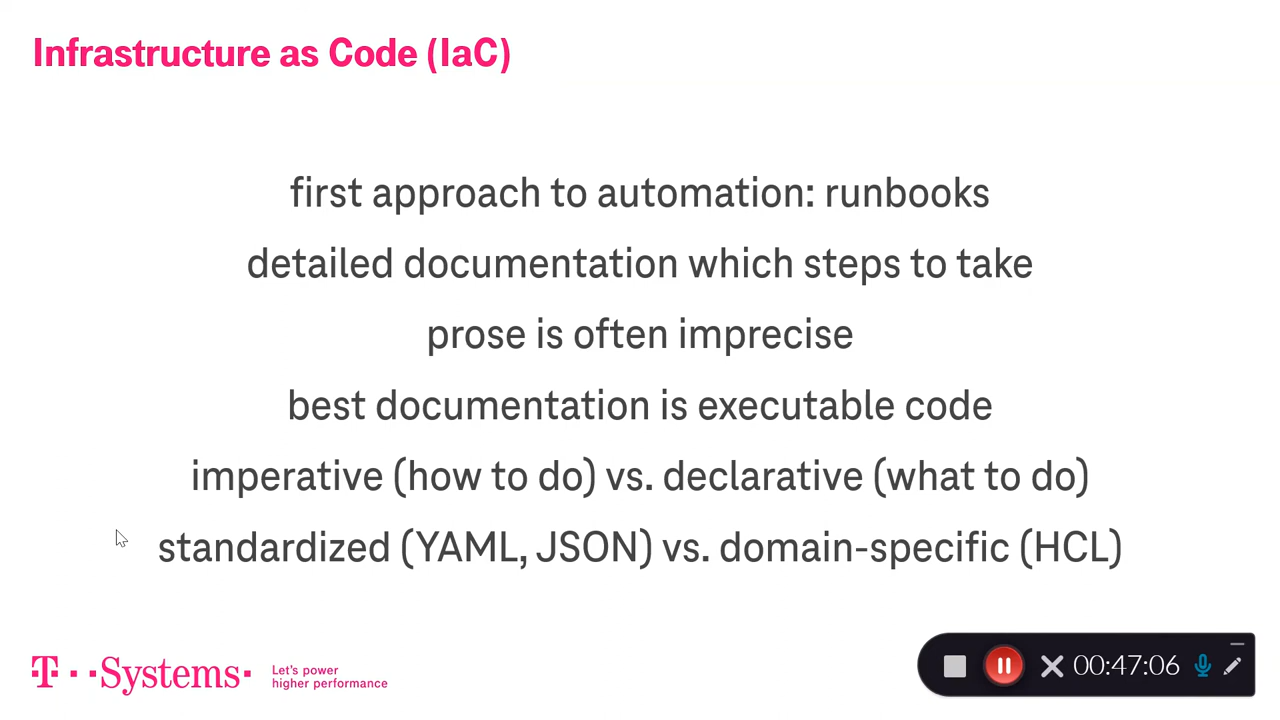 Infrastructure as Code (IaC)
first approach to automation: runbooks
detailed documentation which steps to take
prose is often imprecise
best documentation is executable code
imperative (how to do) vs. declarative (what to do)
standardized (YAML, JSON) vs. domain-specific (HCL)
T··Systems·
Let's power
higher performance
00:47:06